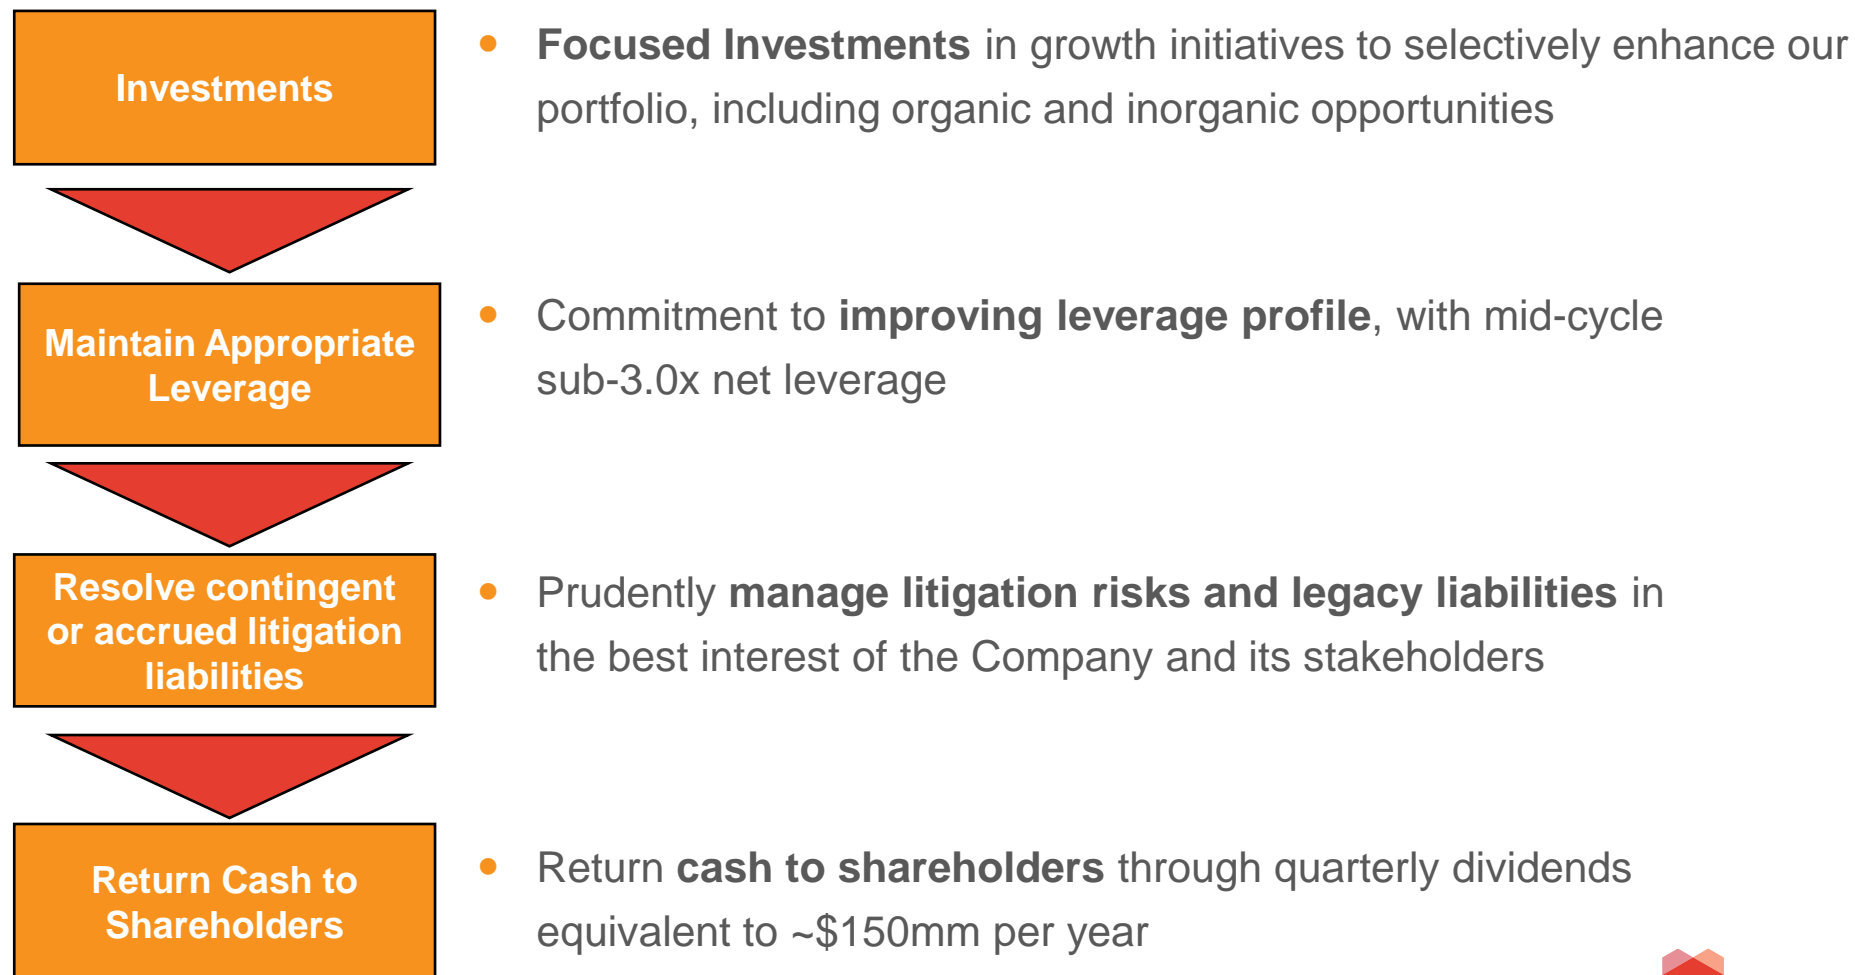 Investments
• Focused Investments in growth initiatives to selectively enhance our
portfolio, including organic and inorganic opportunities
Maintain Appropriate
Leverage
• Commitment to improving leverage profile, with mid-cycle
sub-3.0x net leverage
Resolve contingent
or accrued litigation
liabilities
• Prudently manage litigation risks and legacy liabilities in
the best interest of the Company and its stakeholders
Return Cash to
Shareholders
• Return cash to shareholders through quarterly dividends
equivalent to ~$150mm per year